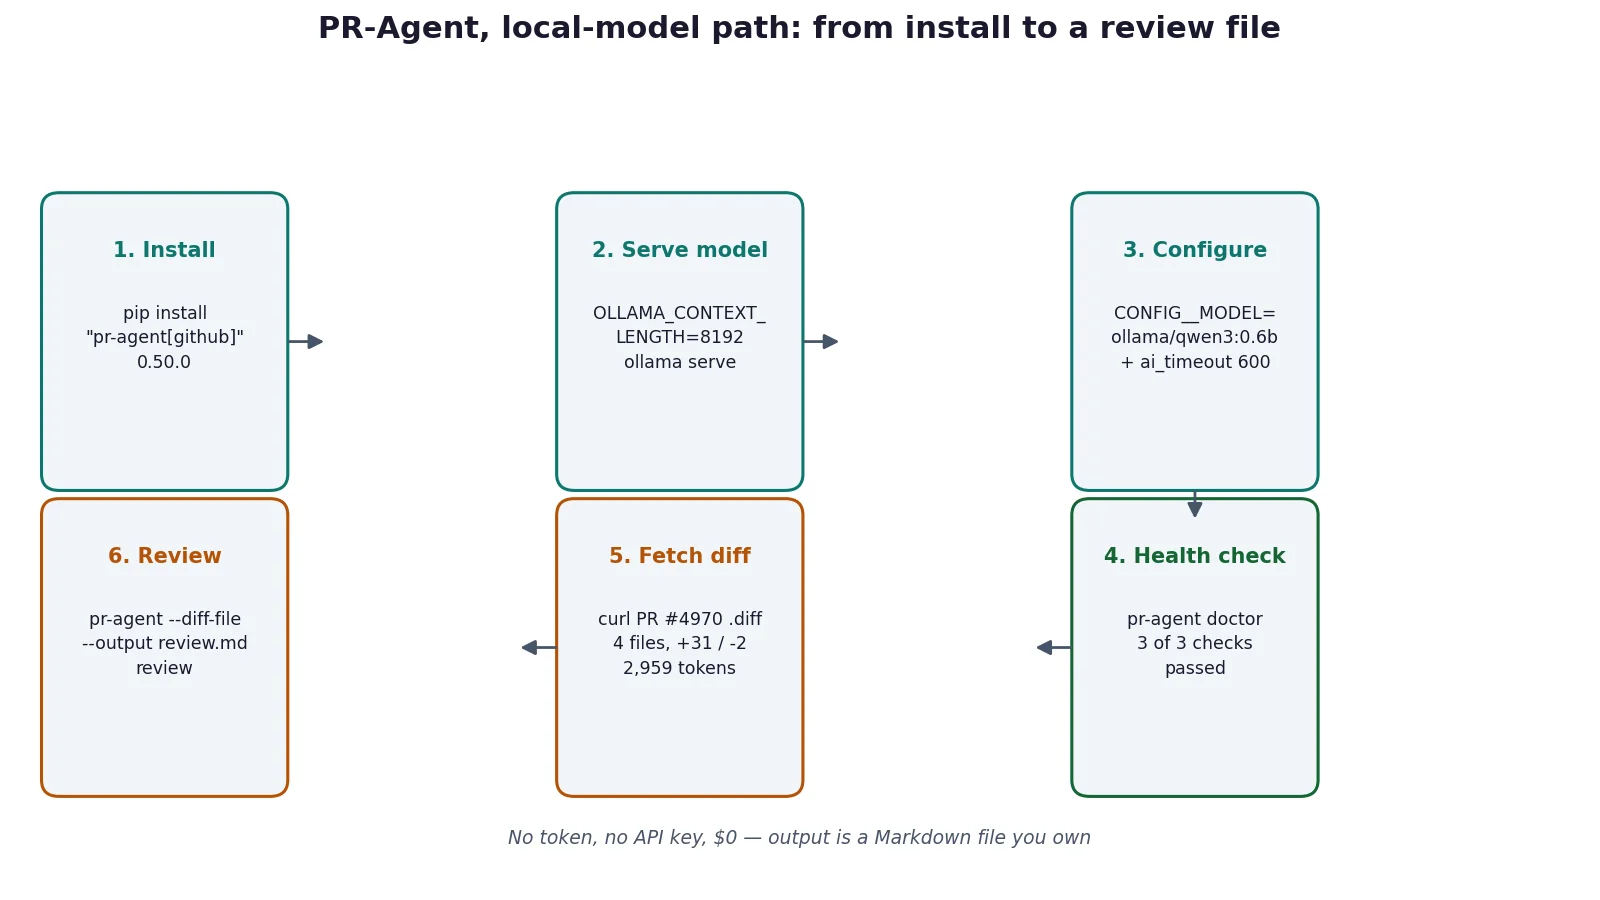 PR-Agent, local-model path: from install to a review file
1. Install
pip install
"pr-agent[github]"
0.50.0
2. Serve model
OLLAMA_CONTEXT_
LENGTH=8192
ollama serve
3. Configure
CONFIG__MODEL=
ollama/qwen3:0.6b
+ ai_timeout 600
4. Health check
pr-agent doctor
3 of 3 checks
passed
5. Fetch diff
curl PR #4970 .diff
4 files, +31 / -2
2,959 tokens
6. Review
pr-agent --diff-file
--output review.md
review
No token, no API key, $0 — output is a Markdown file you own